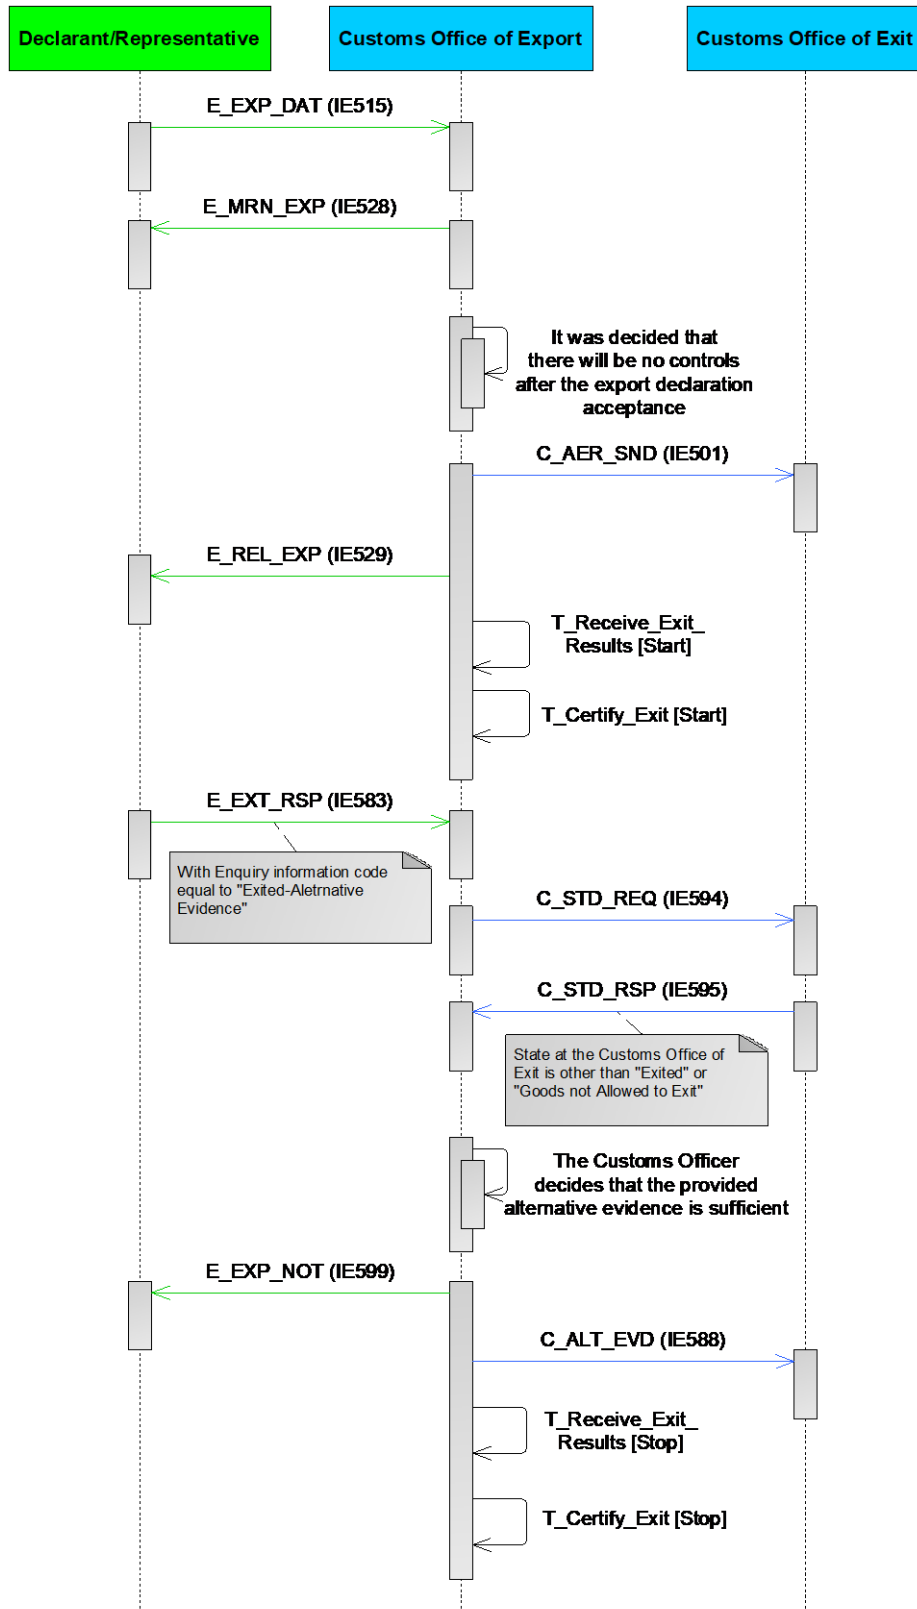 Declarant/Representative
Customs Office of Export
Customs Office of Exit
E_EXP_DAT (IE515)
E_MRN_EXP (IE528)
It was decided that
there will be no controls
after the export declaration
acceptance
C_AER_SND (IE501)
E_REL_EXP (IE529)
T_Receive_Exit_
Results [Start]
T_Certify_Exit [Start]
E_EXT_RSP (IE583)
With Enquiry information code
equal to "Exited-Aletrnative
Evidence"
C_STD_REQ (IE594)
C_STD_RSP (IE595)
State at the Customs Office of
Exit is other than "Exited" or
"Goods not Allowed to Exit"
The Customs Officer
decides that the provided
alternative evidence is sufficient
E_EXP_NOT (IE599)
C_ALT_EVD (IE588)
T_Receive_Exit_
Results [Stop]
T_Certify_Exit [Stop]